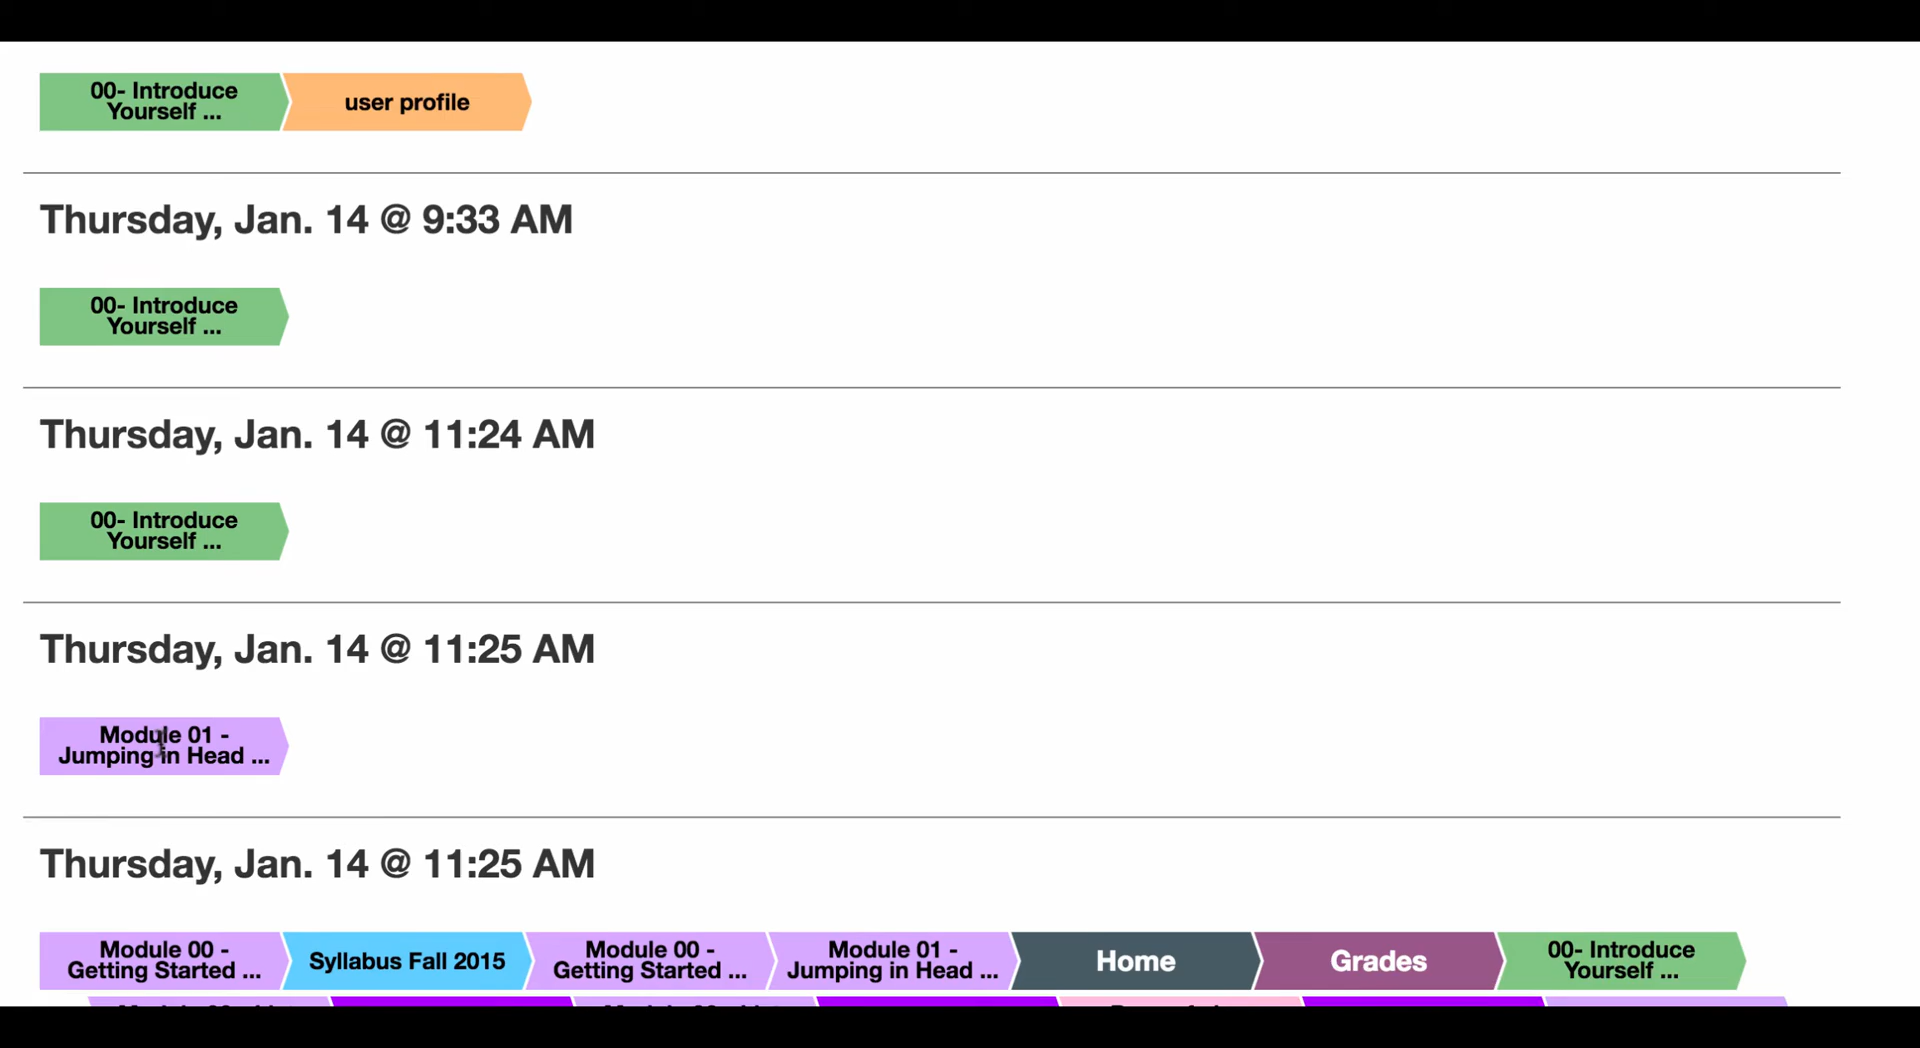 00- Introduce
Yourself ...
user profile
Thursday, Jan. 14 @ 9:33 AM
00- Introduce
Yourself ...
Thursday, Jan. 14 @ 11:24 AM
00- Introduce
Yourself ...
Thursday, Jan. 14 @ 11:25 AM
Module 01 -
Jumping in Head ...
Thursday, Jan. 14 @ 11:25 AM
Module 00 -
Getting Started ...
Syllabus Fall 2015
Module 00 -
Getting Started ...
Module 01 -
Jumping in Head ...
Home
Grades
00- Introduce
Yourself ...